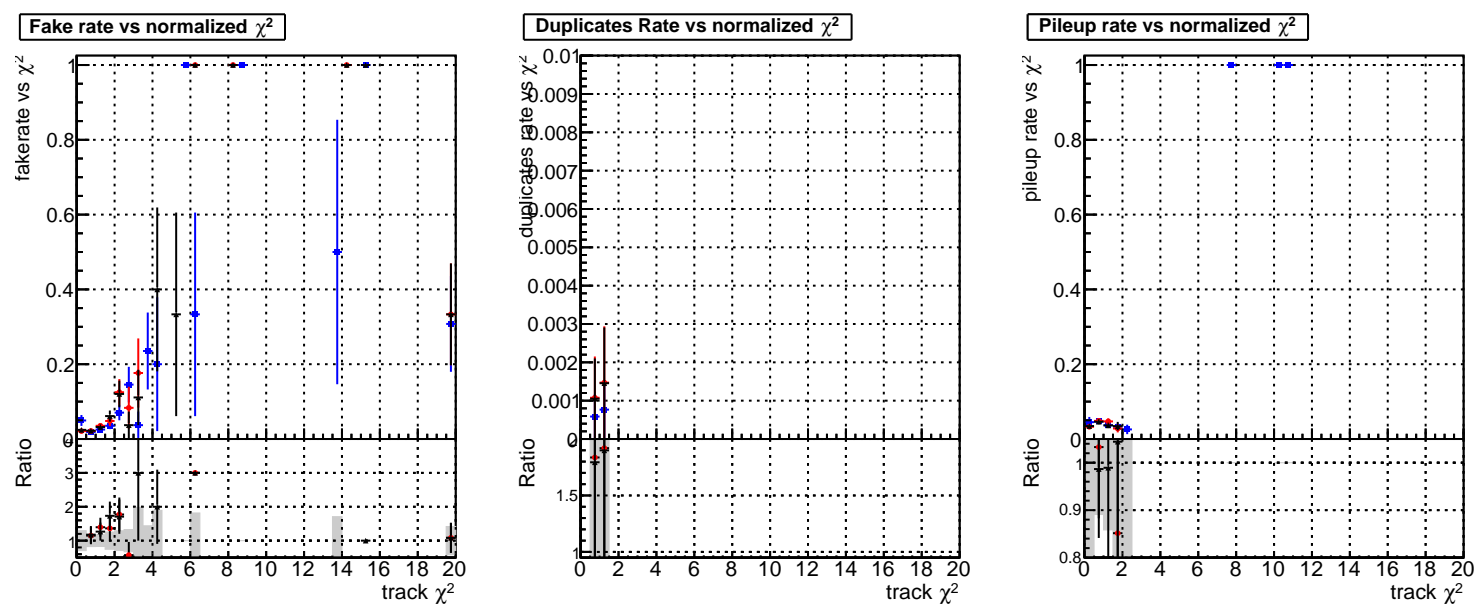 Fake rate vs normalized χ²
fakerate vs χ²
1
0.8
0.6
0.4
0.2
0
Ratio
3
2
1
0 2 4 6 8 10 12 14 16 18 20
track χ²
Duplicates Rate vs normalized χ²
duplicates rate vs χ²
0.01
0.009
0.008
0.007
0.006
0.005
0.004
0.003
0.002
0.001
0
Ratio
1.5
1
0 2 4 6 8 10 12 14 16 18 20
track χ²
Pileup rate vs normalized χ²
pileup rate vs χ²
1
0.8
0.6
0.4
0.2
0
Ratio
1
0.9
0.8
0 2 4 6 8 10 12 14 16 18 20
track χ²